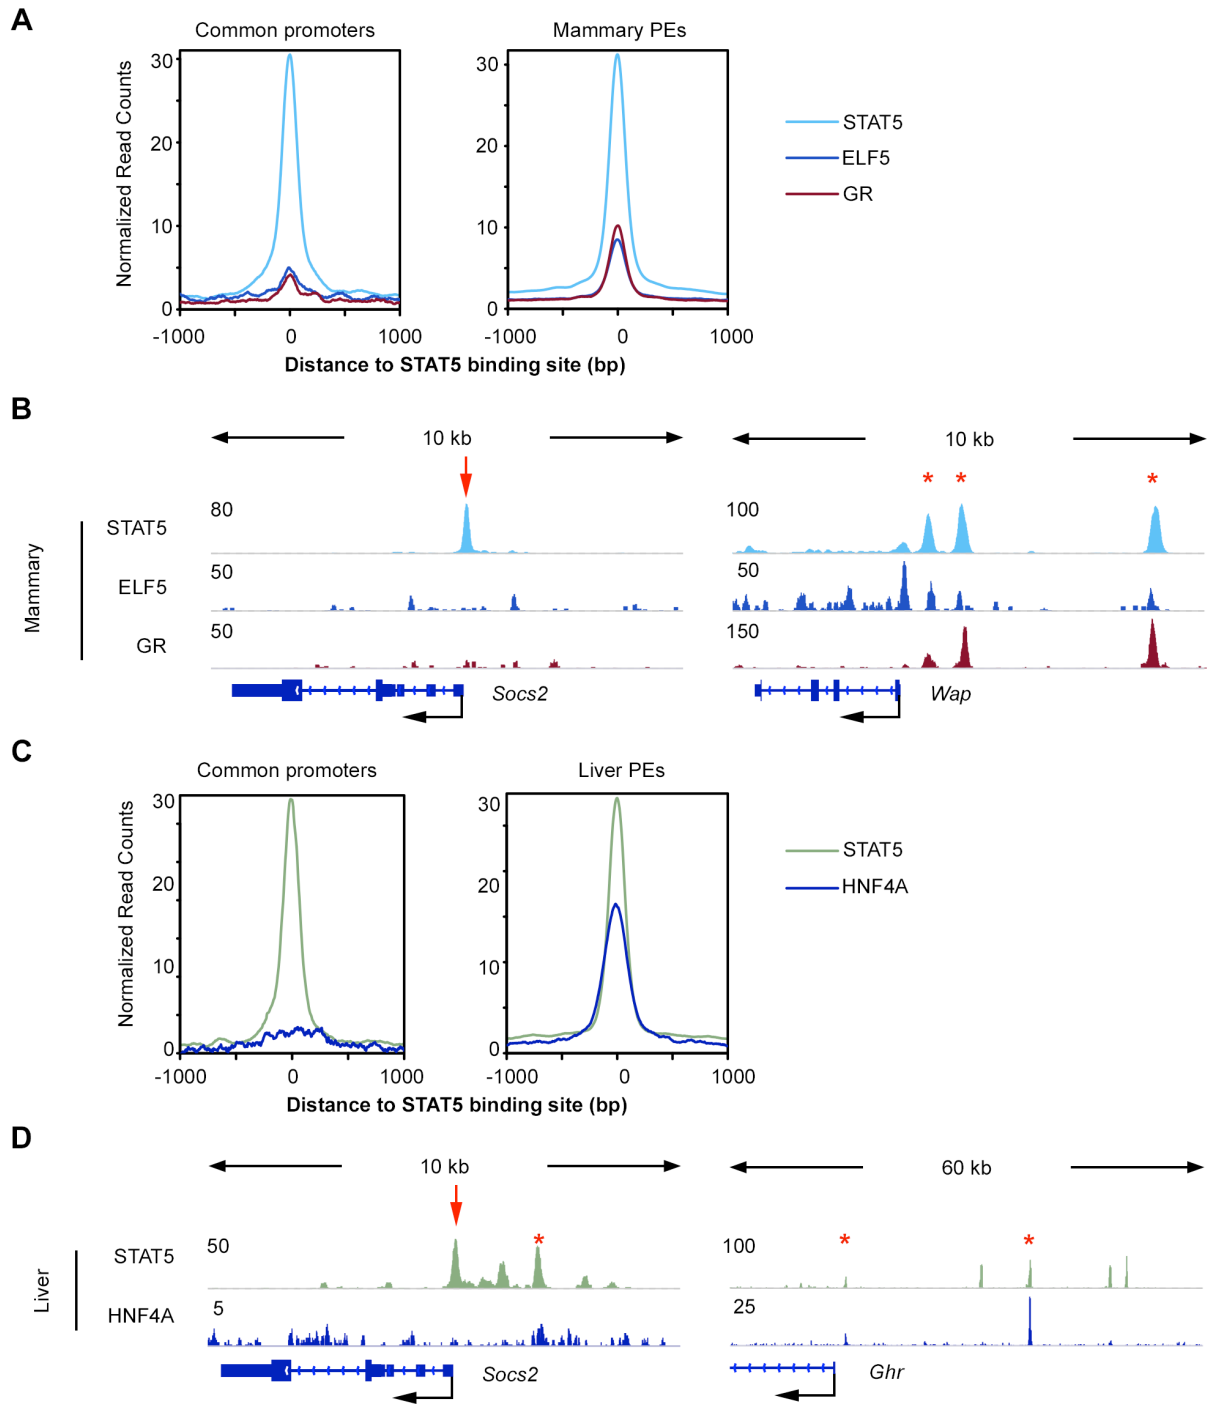 A
Common promoters
Mammary PEs
Normalized Read Counts
30
20
10
0
30
20
10
0
-1000
0
1000
-1000
0
1000
Distance to STAT5 binding site (bp)
STAT5
ELF5
GR
B
10 kb
10 kb
* * *
Mammary
STAT5
80
100
ELF5
50
50
GR
50
150
Socs2
Wap
C
Common promoters
Liver PEs
Normalized Read Counts
30
20
10
0
30
20
10
0
-1000
0
1000
-1000
0
1000
Distance to STAT5 binding site (bp)
STAT5
HNF4A
D
10 kb
60 kb
* * *
Liver
STAT5
50
100
HNF4A
5
25
Socs2
Ghr